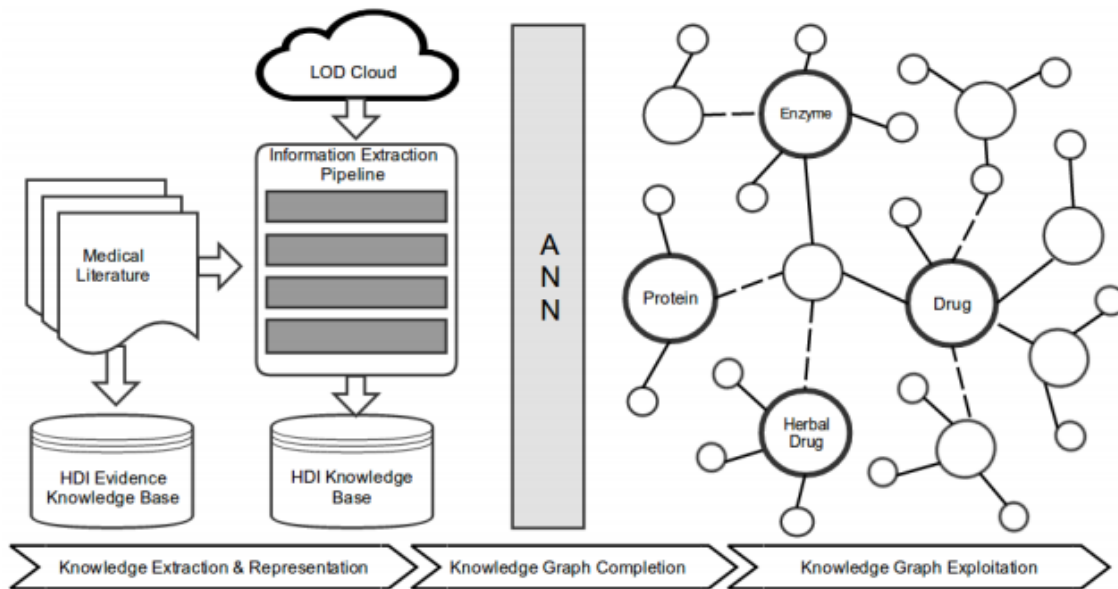 LOD Cloud
Information Extraction
Pipeline
Medical
Literature
HDI Evidence
Knowledge Base
HDI Knowledge
Base
A
N
N
Enzyme
Protein
Drug
Herbal
Drug
Knowledge Extraction & Representation
Knowledge Graph Completion
Knowledge Graph Exploitation